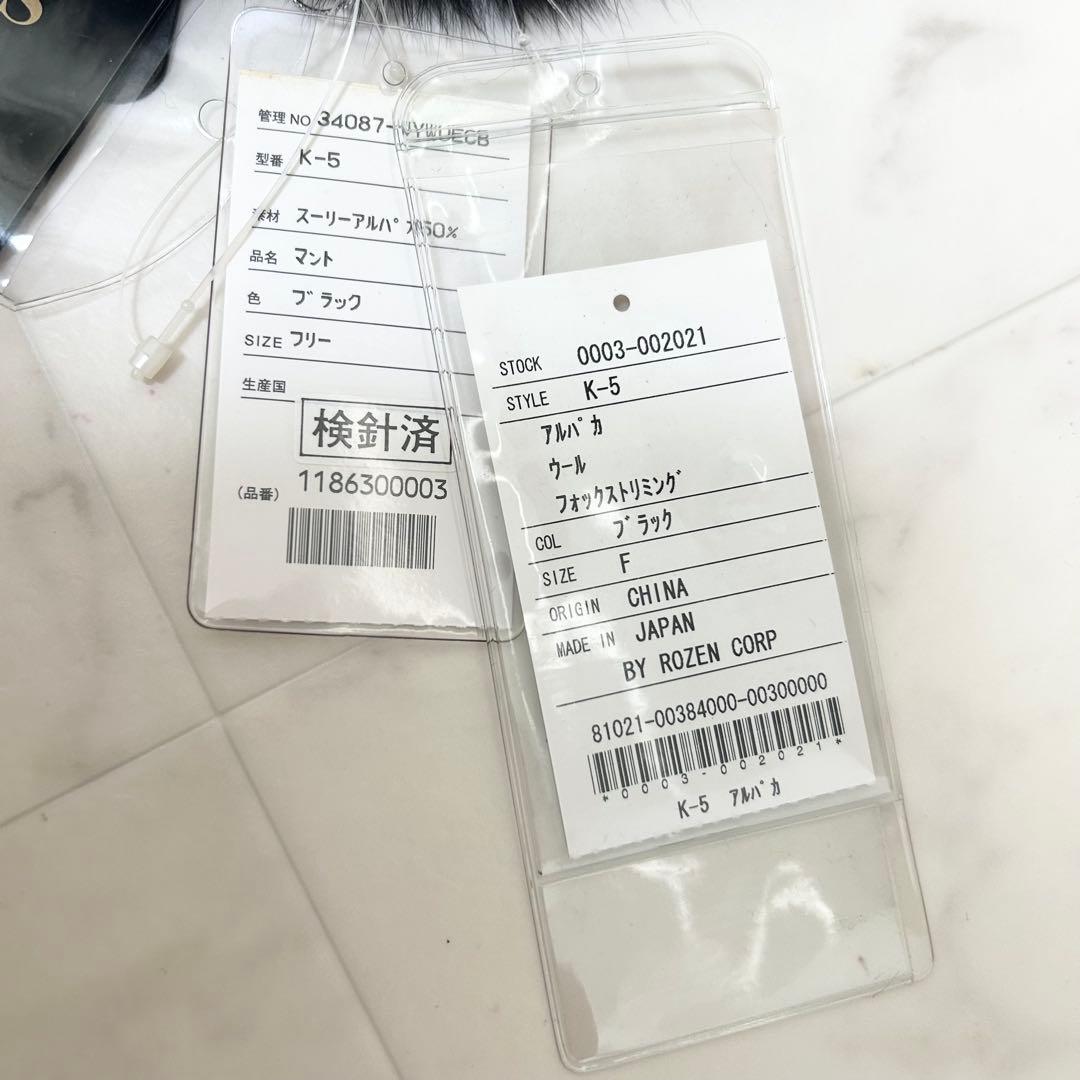 S
管理 NO 34087-VYWUECB
型番 K-5
素材 スーリーアルパカ50%
品名 マント
色 ブラック
SIZE フリー
生産国
検針済
(品番) 1186300003
STOCK 0003-002021
STYLE K-5
アルパカ
ウール
フォックストリミング
COL ブラック
SIZE F
ORIGIN CHINA
MADE IN JAPAN
BY ROZEN CORP
81021-00384000-00300000
*0003-002021*
K-5 アルパカ